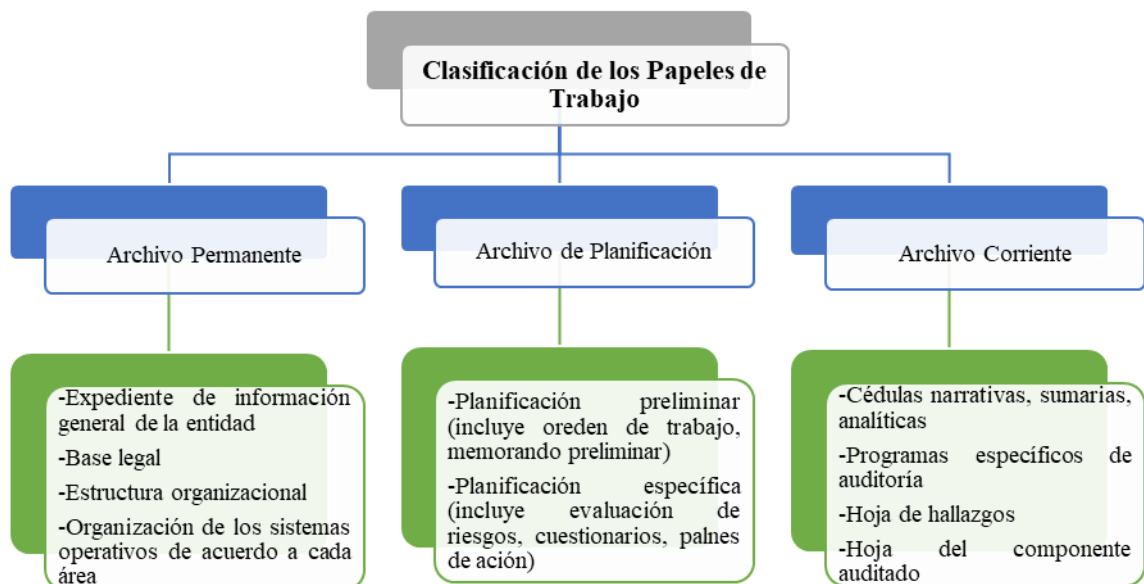 Clasificación de los Papeles de
Trabajo
Archivo Permanente
Archivo de Planificación
Archivo Corriente
-Expediente de información
general de la entidad
-Base legal
-Estructura organizacional
-Organización de los sistemas
operativos de acuerdo a cada
área
-Planificación preliminar
(incluye oreden de trabajo,
memorando preliminar)
-Planificación específica
(incluye evaluación de
riesgos, cuestionarios, palnes
de acción)
-Cédulas narrativas, sumarias,
analíticas
-Programas específicos de
auditoría
-Hoja de hallazgos
-Hoja del componente
auditado